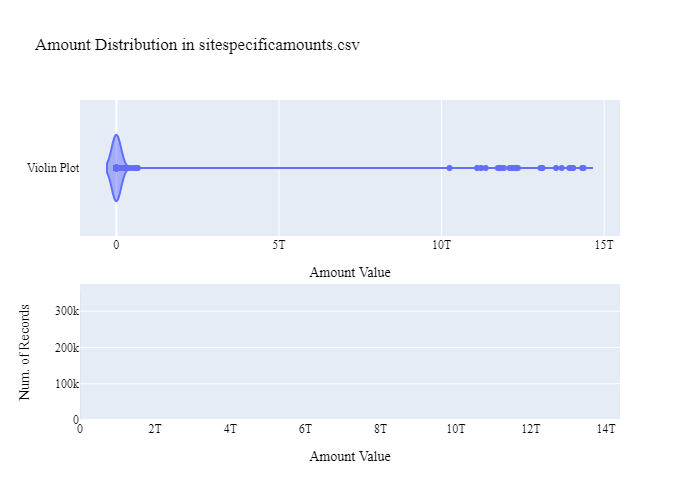 Amount Distribution in sitespecificamounts.csv
Violin Plot
0 5T 10T 15T
Amount Value
Num. of Records
300k
200k
100k
0
0 2T 4T 6T 8T 10T 12T 14T
Amount Value